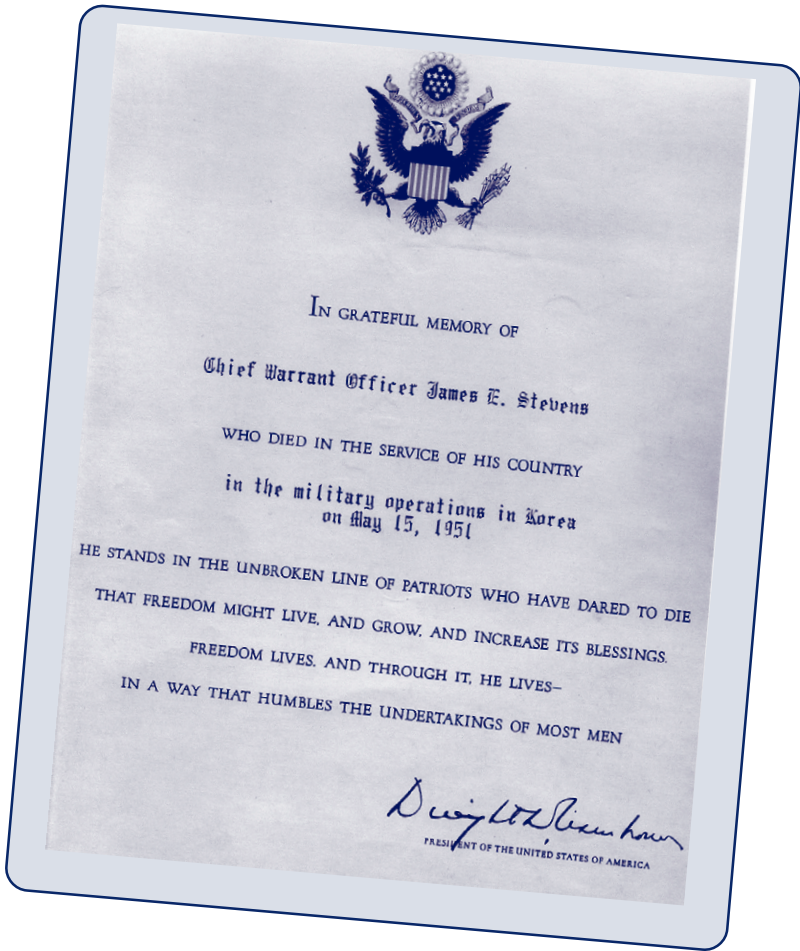 In grateful memory of
Chief Warrant Officer James E. Stevens
WHO DIED IN THE SERVICE OF HIS COUNTRY
in the military operations in Korea
on May 15, 1951
HE STANDS IN THE UNBROKEN LINE OF PATRIOTS WHO HAVE DARED TO DIE
THAT FREEDOM MIGHT LIVE, AND GROW, AND INCREASE ITS BLESSINGS.
FREEDOM LIVES, AND THROUGH IT, HE LIVES–
IN A WAY THAT HUMBLES THE UNDERTAKINGS OF MOST MEN
Dwight D Eisenhower
PRESIDENT OF THE UNITED STATES OF AMERICA